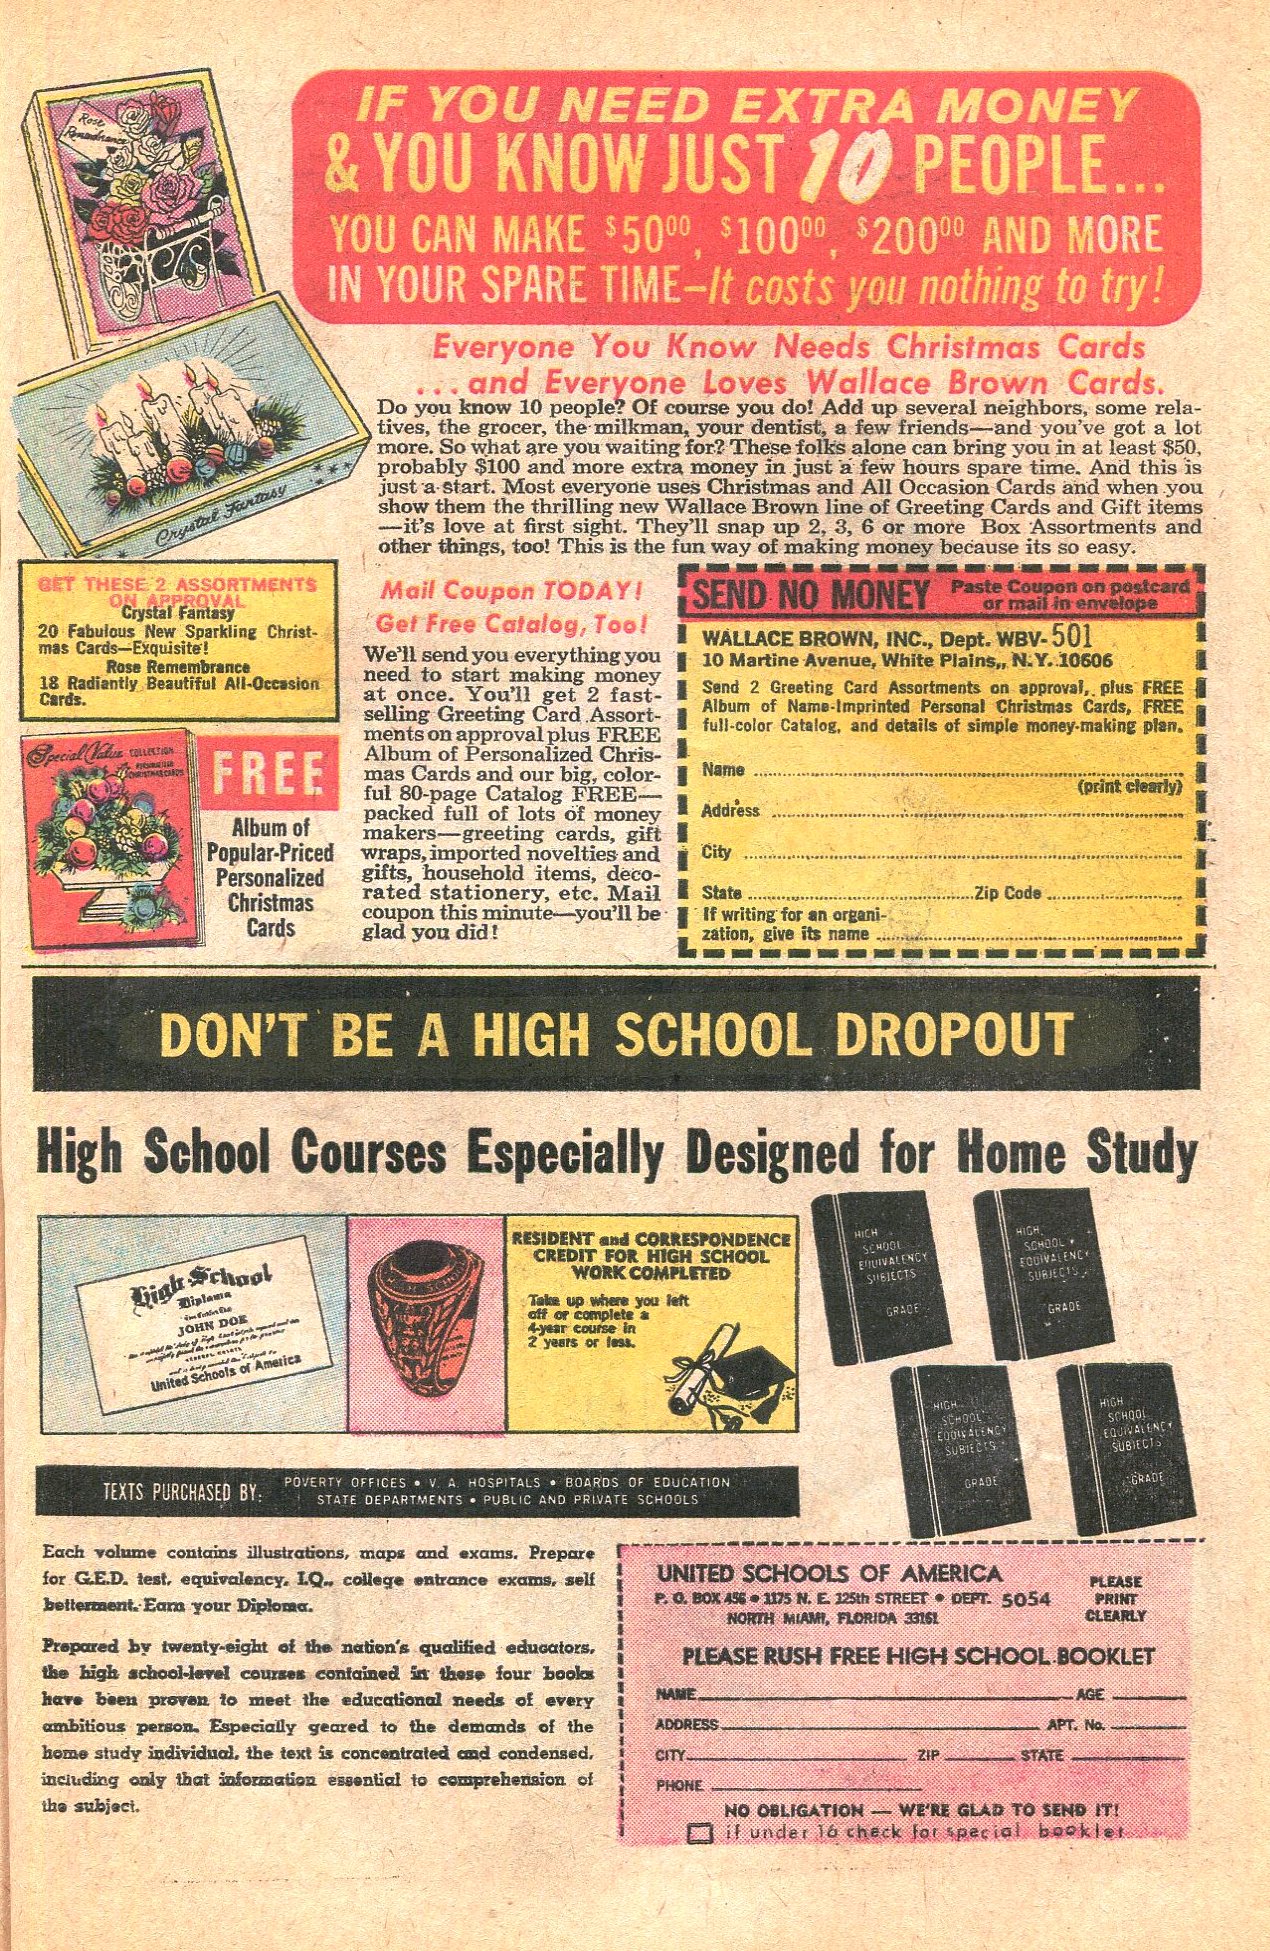 IF YOU NEED EXTRA MONEY
& YOU KNOW JUST 10 PEOPLE...
YOU CAN MAKE $50⁰⁰, $100⁰⁰, $200⁰⁰ AND MORE
IN YOUR SPARE TIME–It costs you nothing to try!
Rose
Remembrance
Crystal Fantasy
Everyone You Know Needs Christmas Cards
...and Everyone Loves Wallace Brown Cards.
Do you know 10 people? Of course you do! Add up several neighbors, some rela-
tives, the grocer, the milkman, your dentist, a few friends—and you've got a lot
more. So what are you waiting for? These folks alone can bring you in at least $50,
probably $100 and more extra money in just a few hours spare time. And this is
just a start. Most everyone uses Christmas and All Occasion Cards and when you
show them the thrilling new Wallace Brown line of Greeting Cards and Gift items
—it's love at first sight. They'll snap up 2, 3, 6 or more Box Assortments and
other things, too! This is the fun way of making money because its so easy.
GET THESE 2 ASSORTMENTS
ON APPROVAL
Crystal Fantasy
20 Fabulous New Sparkling Christ-
mas Cards—Exquisite!
Rose Remembrance
18 Radiantly Beautiful All-Occasion
Cards.
Special Value COLLECTION
PERSONALIZED
CHRISTMAS CARDS
FREE
Album of
Popular-Priced
Personalized
Christmas
Cards
Mail Coupon TODAY!
Get Free Catalog, Too!
We'll send you everything you
need to start making money
at once. You'll get 2 fast-
selling Greeting Card Assort-
ments on approval plus FREE
Album of Personalized Chris-
mas Cards and our big, color-
ful 80-page Catalog FREE—
packed full of lots of money
makers—greeting cards, gift
wraps, imported novelties and
gifts, household items, deco-
rated stationery, etc. Mail
coupon this minute—you'll be
glad you did!
SEND NO MONEY Paste Coupon on postcard
or mail in envelope
WALLACE BROWN, INC., Dept. WBV-501
10 Martine Avenue, White Plains,, N.Y. 10606
Send 2 Greeting Card Assortments on approval, plus FREE
Album of Name-Imprinted Personal Christmas Cards, FREE
full-color Catalog, and details of simple money-making plan.
Name
(print clearly)
Address
City
State Zip Code
If writing for an organi-
zation, give its name
DON'T BE A HIGH SCHOOL DROPOUT
High School Courses Especially Designed for Home Study
High School
Diploma
JOHN DOE
United Schools of America
RESIDENT and CORRESPONDENCE
CREDIT FOR HIGH SCHOOL
WORK COMPLETED
Take up where you left
off or complete a
4-year course in
2 years or less.
HIGH
SCHOOL
EQUIVALENCY
SUBJECTS
GRADE
HIGH
SCHOOL
EQUIVALENCY
SUBJECTS
GRADE
HIGH
SCHOOL
EQUIVALENCY
SUBJECTS
GRADE
HIGH
SCHOOL
EQUIVALENCY
SUBJECTS
GRADE
TEXTS PURCHASED BY: POVERTY OFFICES • V. A. HOSPITALS • BOARDS OF EDUCATION
STATE DEPARTMENTS • PUBLIC AND PRIVATE SCHOOLS
Each volume contains illustrations, maps and exams. Prepare
for G.E.D. test, equivalency, I.Q., college entrance exams, self
betterment. Earn your Diploma.
Prepared by twenty-eight of the nation's qualified educators,
the high school-level courses contained in these four books
have been proven to meet the educational needs of every
ambitious person. Especially geared to the demands of the
home study individual, the text is concentrated and condensed,
including only that information essential to comprehension of
the subject.
UNITED SCHOOLS OF AMERICA
P. O. BOX 456 • 1175 N. E. 125th STREET • DEPT. 5054
NORTH MIAMI, FLORIDA 33161
PLEASE
PRINT
CLEARLY
PLEASE RUSH FREE HIGH SCHOOL BOOKLET
NAME AGE
ADDRESS APT. No.
CITY ZIP STATE
PHONE
NO OBLIGATION — WE'RE GLAD TO SEND IT!
if under 16 check for special booklet